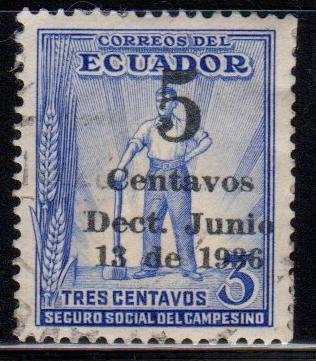 CORREOS DEL
ECUADOR
5
Centavos
Dect. Junio
13 de 1936
3
TRES CENTAVOS
SEGURO SOCIAL DEL CAMPESINO